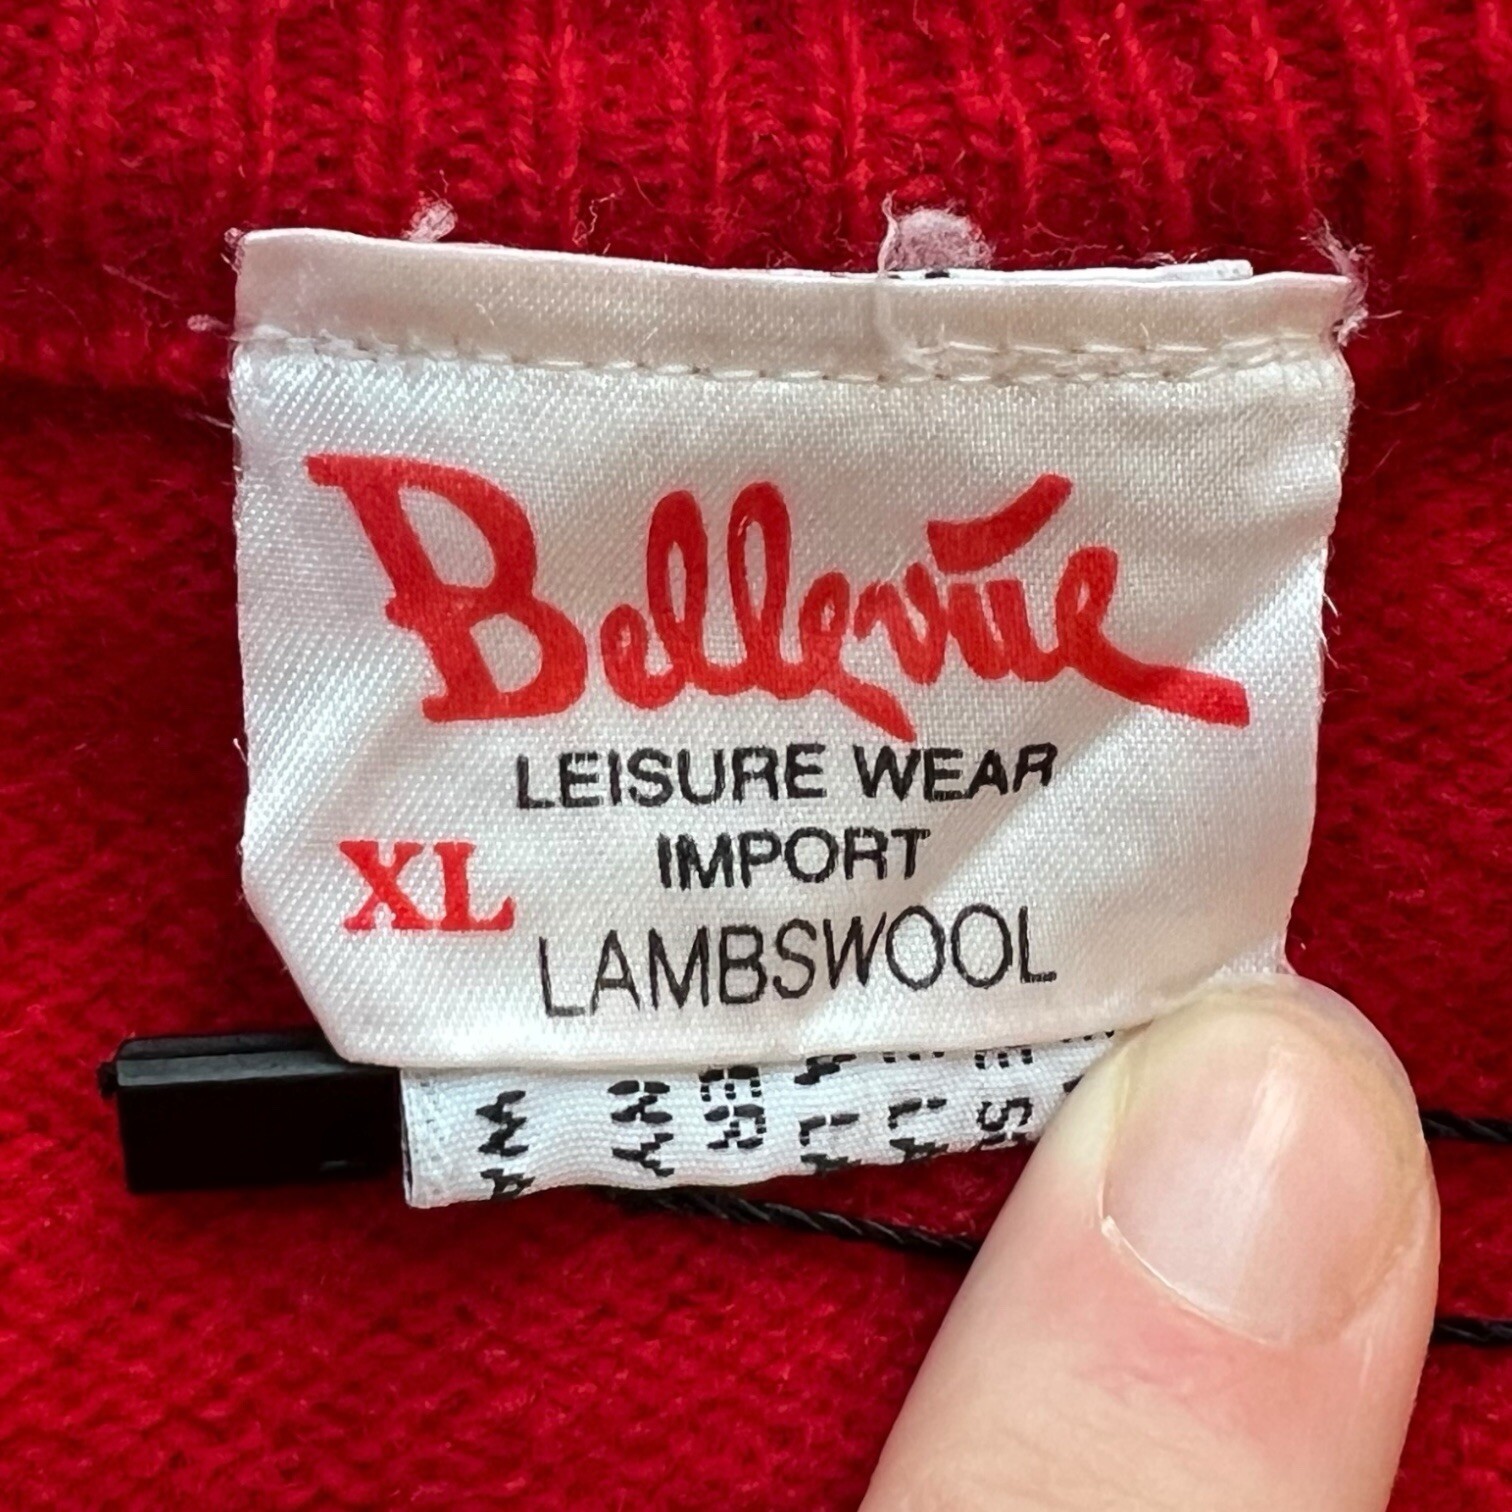 Bellevue
LEISURE WEAR
IMPORT
XL
LAMBSWOOL